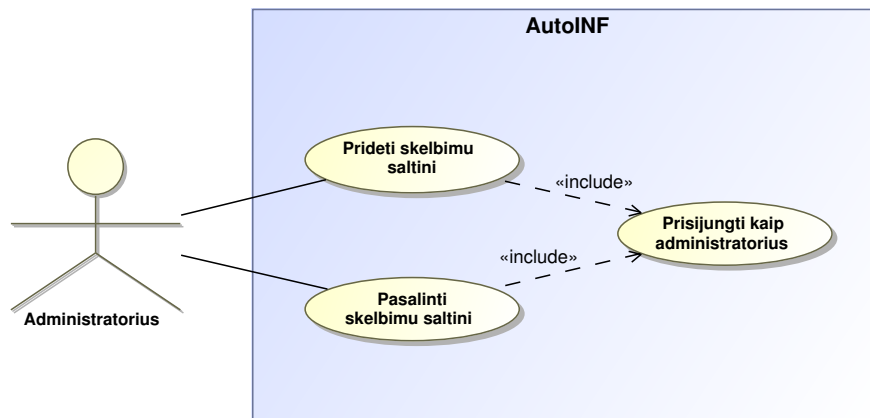 AutoINF
Prideti skelbimu
saltini
«include»
Prisijungti kaip
administratorius
«include»
Pasalinti
skelbimu saltini
Administratorius